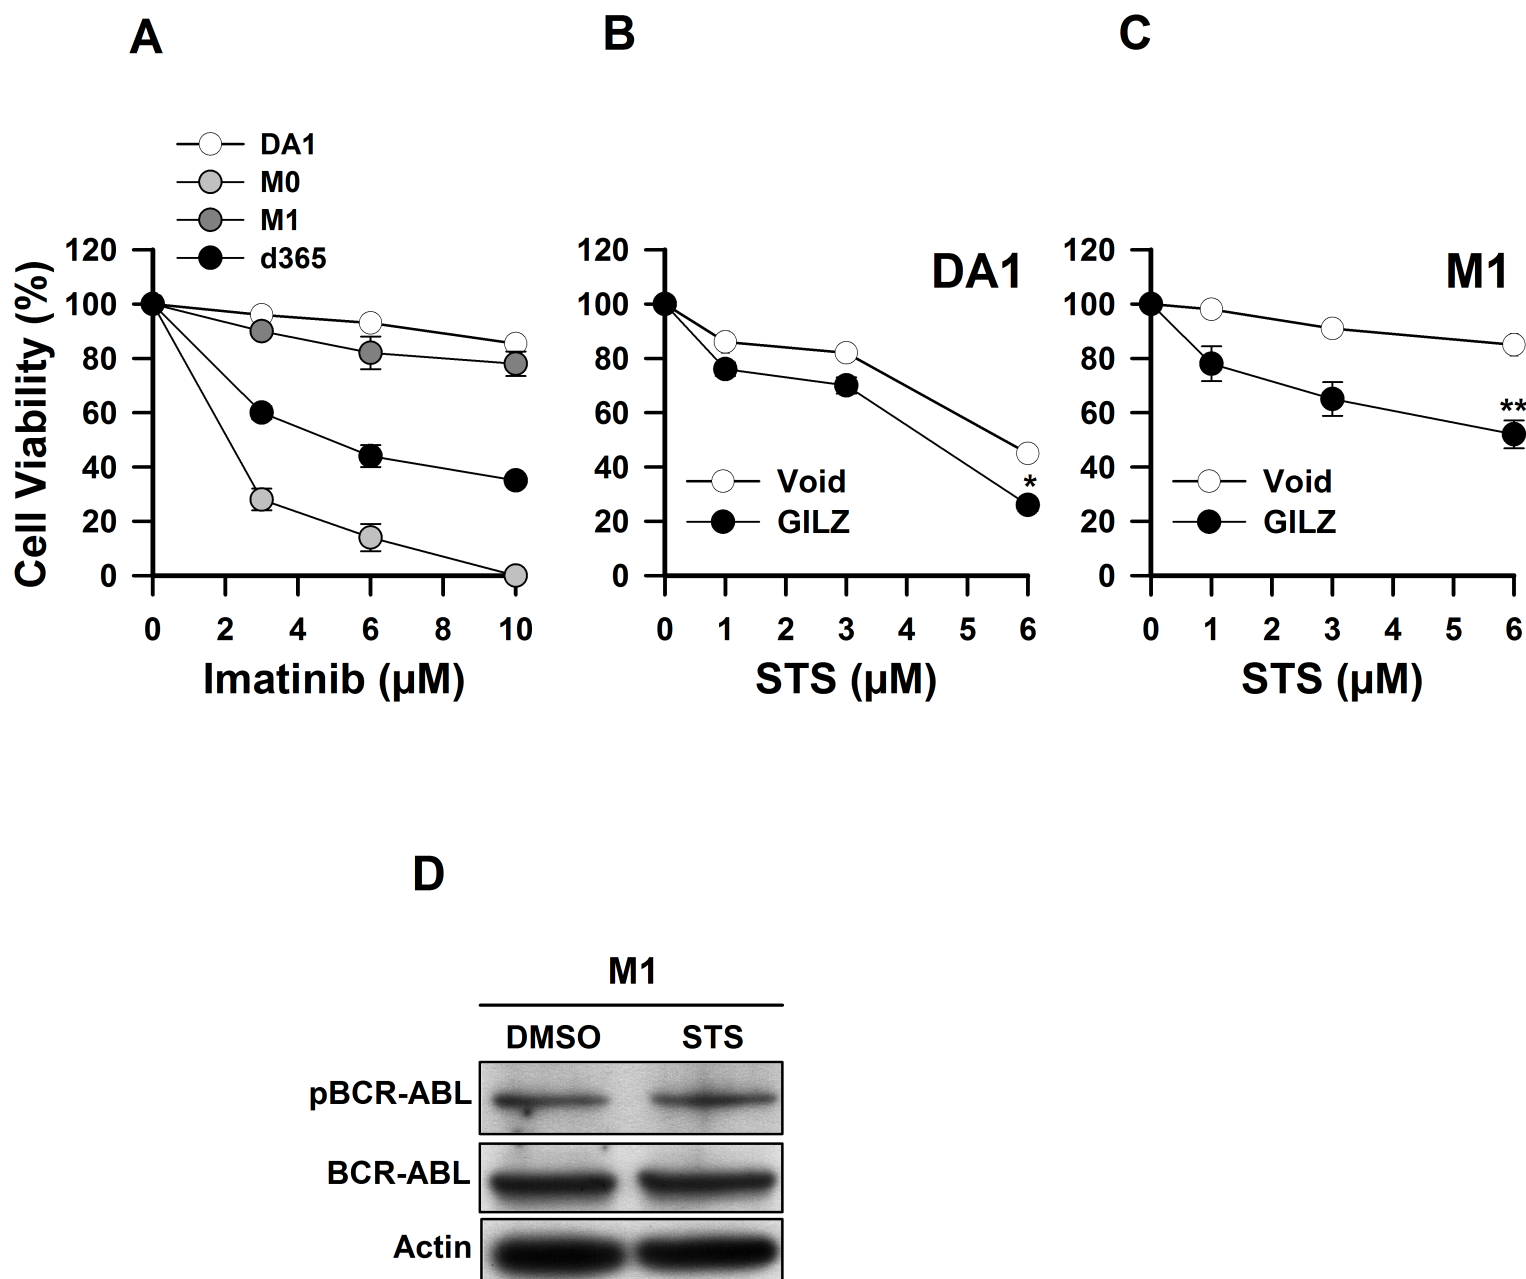 A
B
C
DA1
M0
M1
d365
Cell Viability (%)
120
100
80
60
40
20
0
0 2 4 6 8 10
Imatinib (µM)
DA1
120
100
80
60
40
20
0
Void
GILZ
*
0 1 2 3 4 5 6
STS (µM)
M1
120
100
80
60
40
20
0
Void
GILZ
**
0 1 2 3 4 5 6
STS (µM)
D
M1
DMSO STS
pBCR-ABL
BCR-ABL
Actin